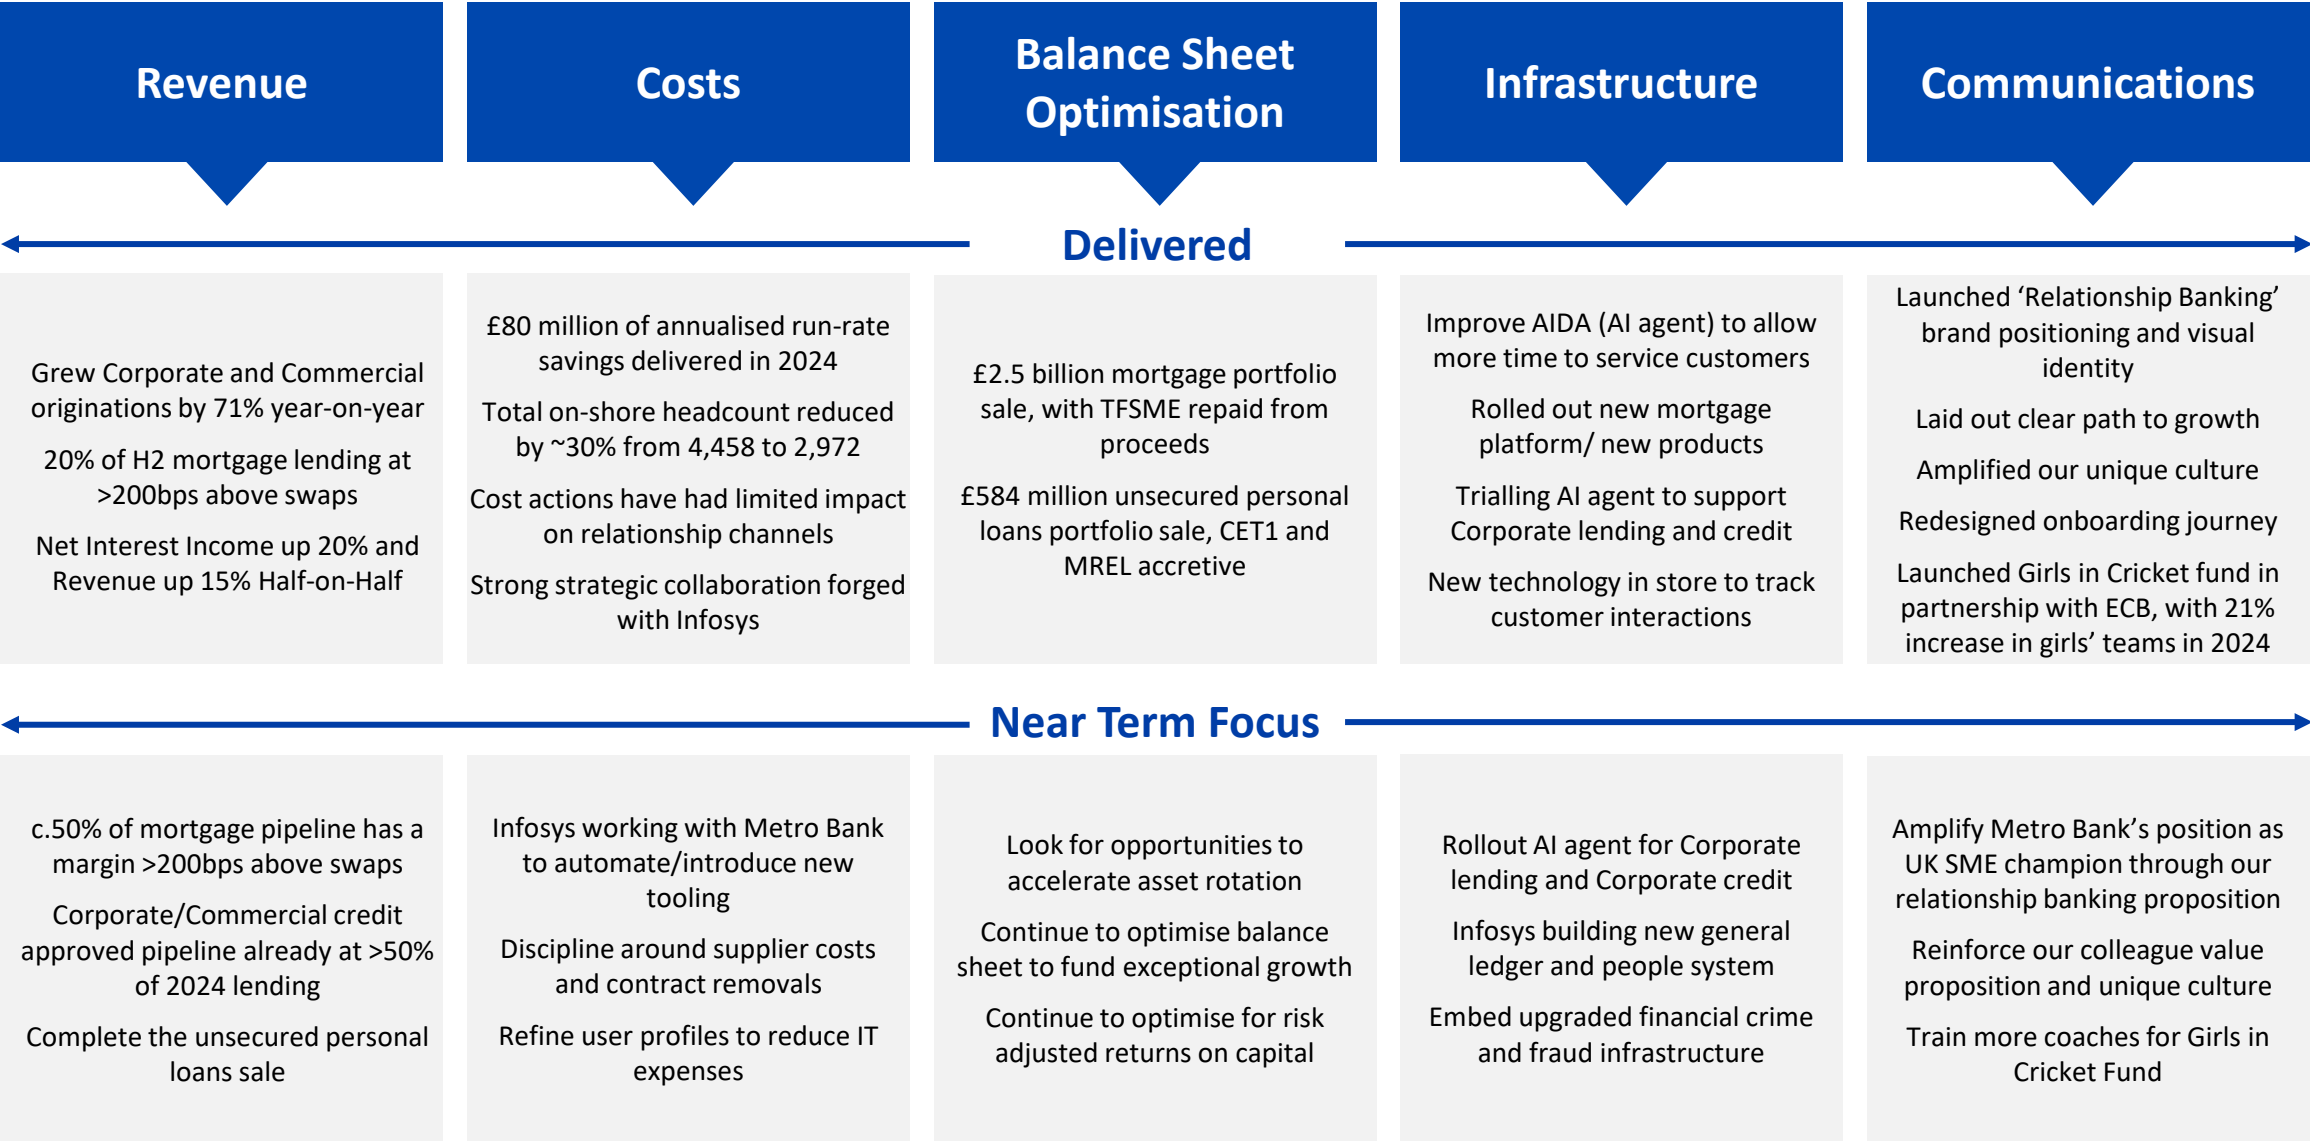 Revenue
Costs
Balance Sheet
Optimisation
Infrastructure
Communications
Delivered
Grew Corporate and Commercial
originations by 71% year-on-year
20% of H2 mortgage lending at
>200bps above swaps
Net Interest Income up 20% and
Revenue up 15% Half-on-Half
£80 million of annualised run-rate
savings delivered in 2024
Total on-shore headcount reduced
by ~30% from 4,458 to 2,972
Cost actions have had limited impact
on relationship channels
Strong strategic collaboration forged
with Infosys
£2.5 billion mortgage portfolio
sale, with TFSME repaid from
proceeds
£584 million unsecured personal
loans portfolio sale, CET1 and
MREL accretive
Improve AIDA (AI agent) to allow
more time to service customers
Rolled out new mortgage
platform/ new products
Trialling AI agent to support
Corporate lending and credit
New technology in store to track
customer interactions
Launched ‘Relationship Banking’
brand positioning and visual
identity
Laid out clear path to growth
Amplified our unique culture
Redesigned onboarding journey
Launched Girls in Cricket fund in
partnership with ECB, with 21%
increase in girls’ teams in 2024
Near Term Focus
c.50% of mortgage pipeline has a
margin >200bps above swaps
Corporate/Commercial credit
approved pipeline already at >50%
of 2024 lending
Complete the unsecured personal
loans sale
Infosys working with Metro Bank
to automate/introduce new
tooling
Discipline around supplier costs
and contract removals
Refine user profiles to reduce IT
expenses
Look for opportunities to
accelerate asset rotation
Continue to optimise balance
sheet to fund exceptional growth
Continue to optimise for risk
adjusted returns on capital
Rollout AI agent for Corporate
lending and Corporate credit
Infosys building new general
ledger and people system
Embed upgraded financial crime
and fraud infrastructure
Amplify Metro Bank’s position as
UK SME champion through our
relationship banking proposition
Reinforce our colleague value
proposition and unique culture
Train more coaches for Girls in
Cricket Fund